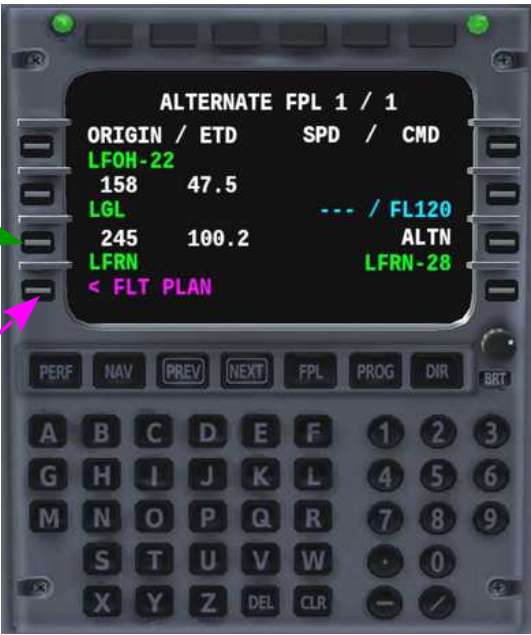 ALTERNATE FPL 1 / 1
ORIGIN / ETD SPD / CMD
LFOH-22
158 47.5
LGL --- / FL120
245 100.2 ALTN
LFRN LFRN-28
< FLT PLAN
PERF NAV PREV NEXT FPL PROG DIR BRT
A B C D E F 1 2 3
G H I J K L 4 5 6
M N O P Q R 7 8 9
S T U V W · 0
X Y Z DEL CLR - /